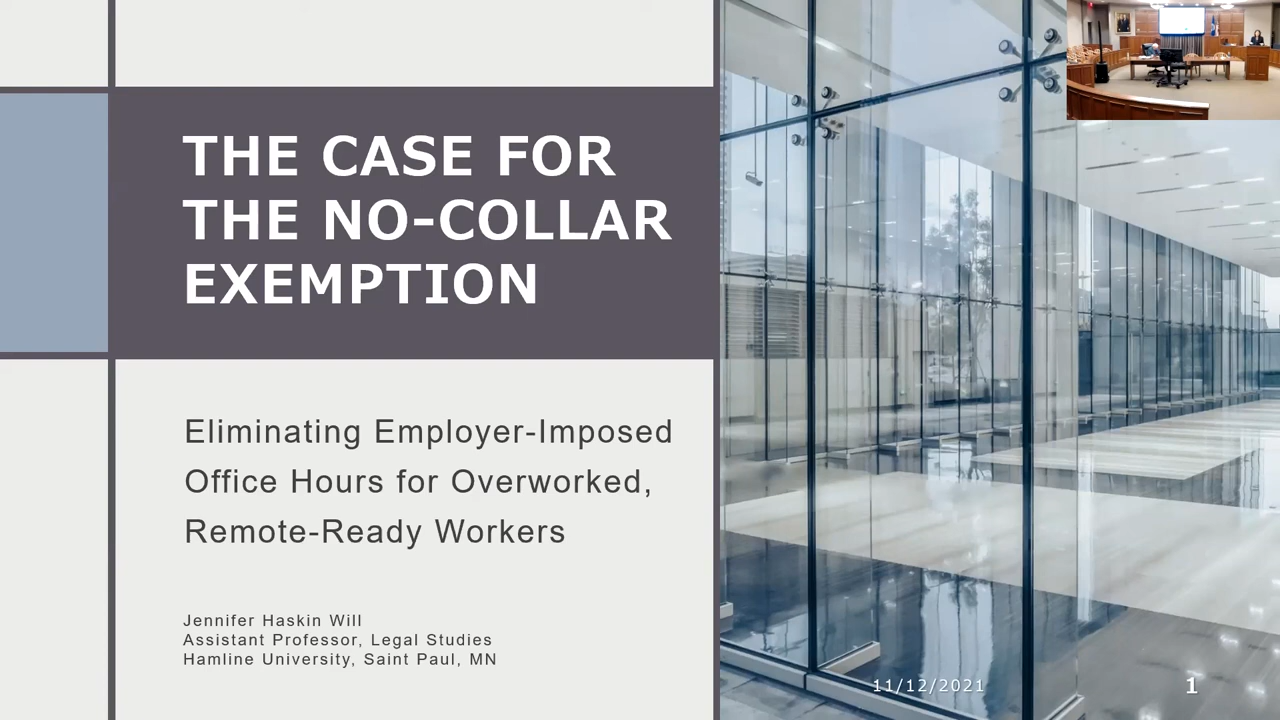 THE CASE FOR
THE NO-COLLAR
EXEMPTION
Eliminating Employer-Imposed
Office Hours for Overworked,
Remote-Ready Workers
Jennifer Haskin Will
Assistant Professor, Legal Studies
Hamline University, Saint Paul, MN
11/12/2021
1